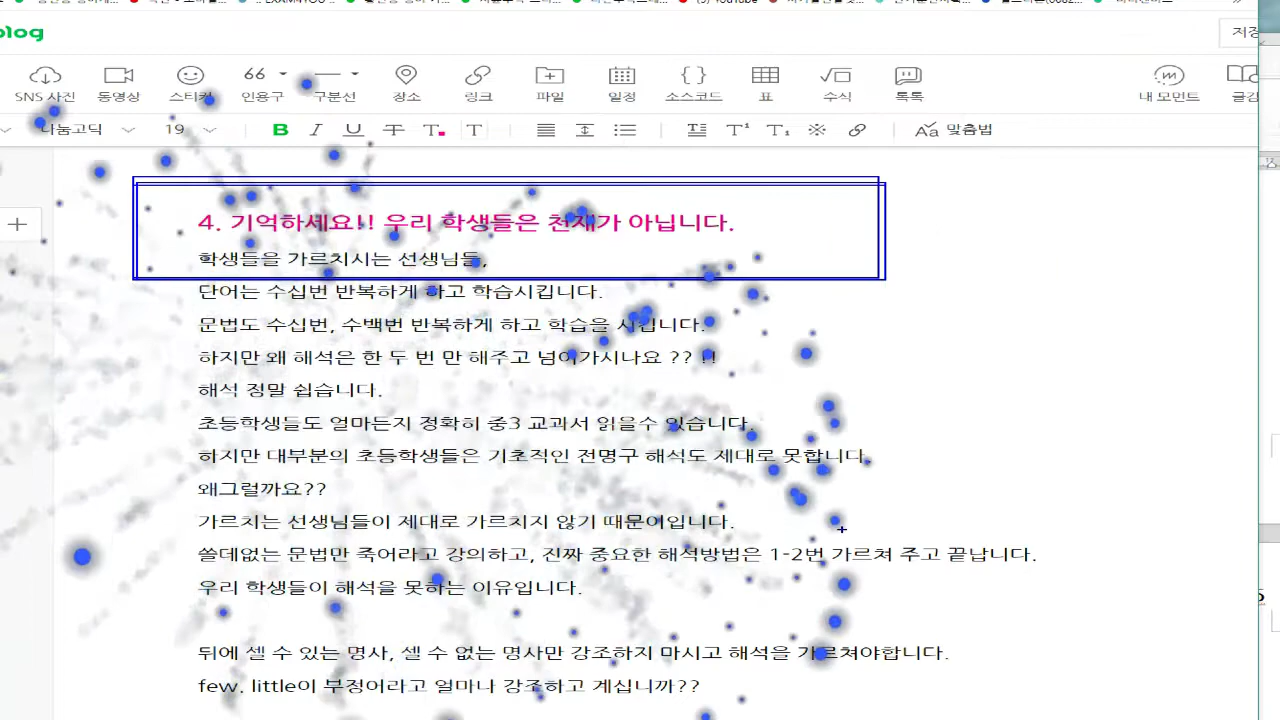 blog
저장
SNS 사진 동영상 스티커 인용구 구분선 장소 링크 파일 일정 소스코드 표 수식 톡톡 내 모먼트 글감
나눔고딕 19 맞춤법
4. 기억하세요!! 우리 학생들은 천재가 아닙니다.
학생들을 가르치시는 선생님들,
단어는 수십번 반복하게 하고 학습시킵니다.
문법도 수십번, 수백번 반복하게 하고 학습을 시킵니다.
하지만 왜 해석은 한 두 번 만 해주고 넘어가시나요 ?? !!
해석 정말 쉽습니다.
초등학생들도 얼마든지 정확히 중3 교과서 읽을수 있습니다.
하지만 대부분의 초등학생들은 기초적인 전명구 해석도 제대로 못합니다.
왜그럴까요??
가르치는 선생님들이 제대로 가르치지 않기 때문이입니다.
쓸데없는 문법만 죽어라고 강의하고, 진짜 중요한 해석방법은 1-2번 가르쳐 주고 끝납니다.
우리 학생들이 해석을 못하는 이유입니다.
뒤에 셀 수 있는 명사, 셀 수 없는 명사만 강조하지 마시고 해석을 가르쳐야합니다.
few. little이 부정어라고 얼마나 강조하고 계십니까??